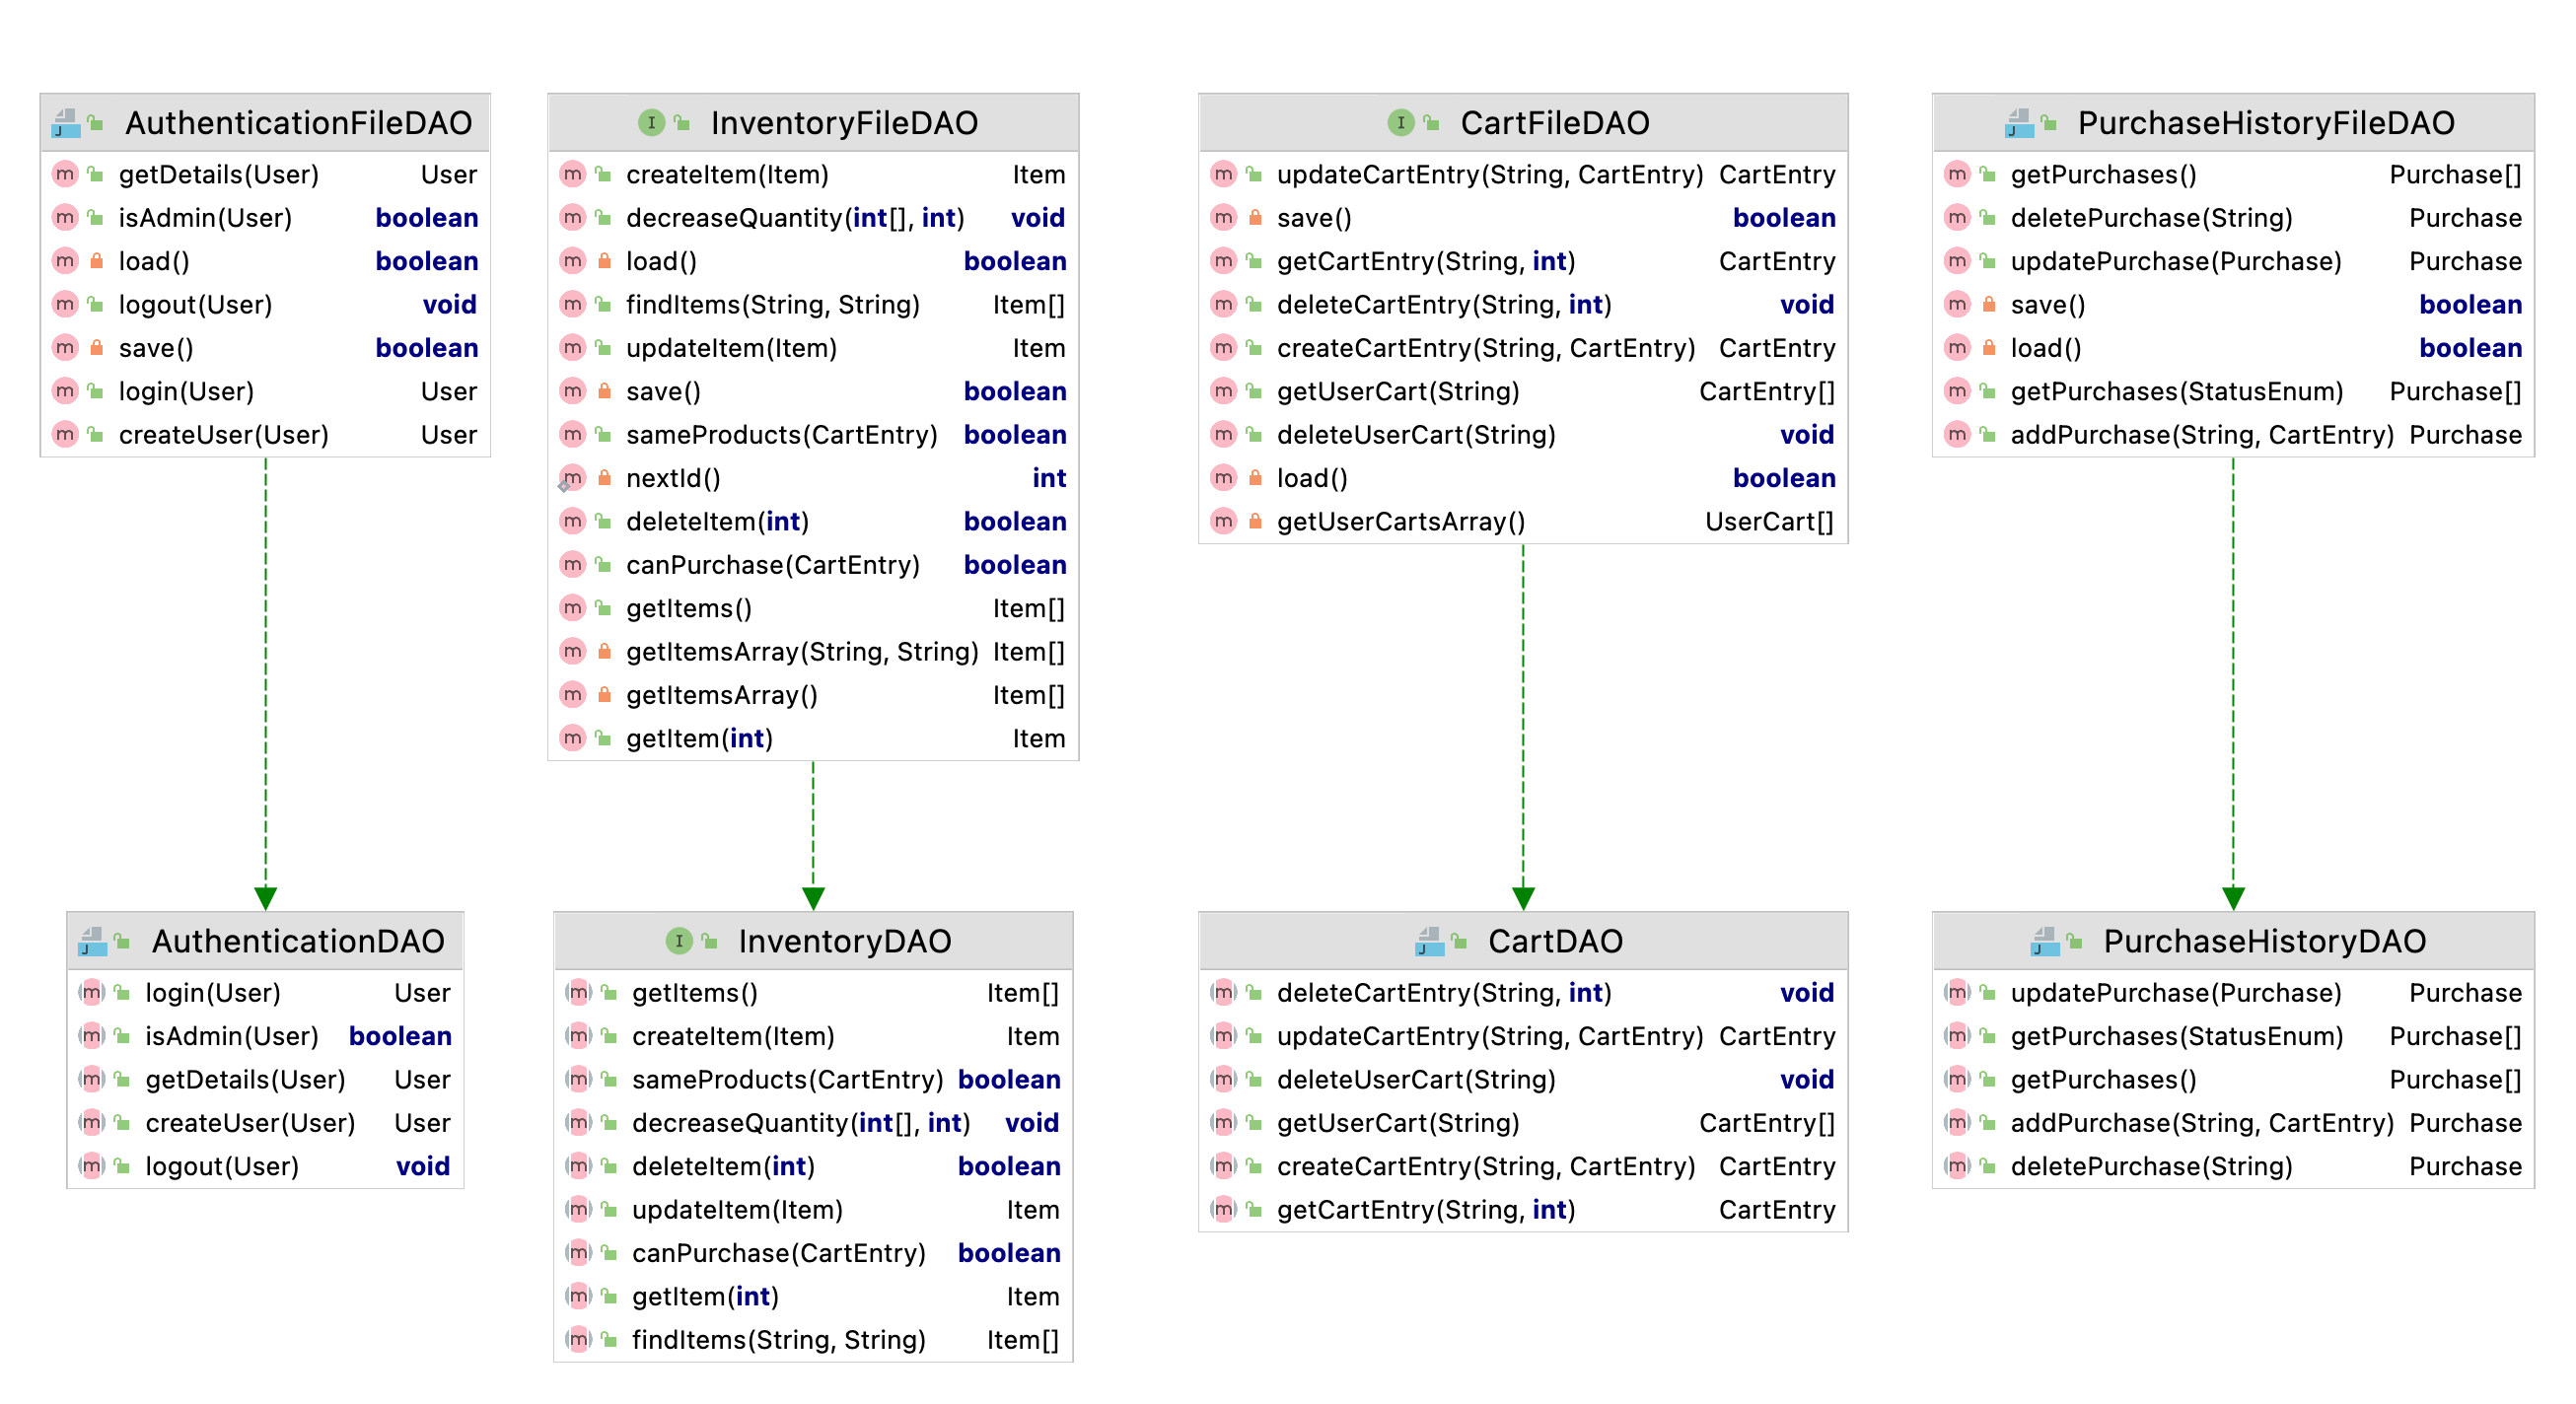 AuthenticationFileDAO
getDetails(User) User
isAdmin(User) boolean
load() boolean
logout(User) void
save() boolean
login(User) User
createUser(User) User
InventoryFileDAO
createItem(Item) Item
decreaseQuantity(int[], int) void
load() boolean
findItems(String, String) Item[]
updateItem(Item) Item
save() boolean
sameProducts(CartEntry) boolean
nextId() int
deleteItem(int) boolean
canPurchase(CartEntry) boolean
getItems() Item[]
getItemsArray(String, String) Item[]
getItemsArray() Item[]
getItem(int) Item
CartFileDAO
updateCartEntry(String, CartEntry) CartEntry
save() boolean
getCartEntry(String, int) CartEntry
deleteCartEntry(String, int) void
createCartEntry(String, CartEntry) CartEntry
getUserCart(String) CartEntry[]
deleteUserCart(String) void
load() boolean
getUserCartsArray() UserCart[]
PurchaseHistoryFileDAO
getPurchases() Purchase[]
deletePurchase(String) Purchase
updatePurchase(Purchase) Purchase
save() boolean
load() boolean
getPurchases(StatusEnum) Purchase[]
addPurchase(String, CartEntry) Purchase
AuthenticationDAO
login(User) User
isAdmin(User) boolean
getDetails(User) User
createUser(User) User
logout(User) void
InventoryDAO
getItems() Item[]
createItem(Item) Item
sameProducts(CartEntry) boolean
decreaseQuantity(int[], int) void
deleteItem(int) boolean
updateItem(Item) Item
canPurchase(CartEntry) boolean
getItem(int) Item
findItems(String, String) Item[]
CartDAO
deleteCartEntry(String, int) void
updateCartEntry(String, CartEntry) CartEntry
deleteUserCart(String) void
getUserCart(String) CartEntry[]
createCartEntry(String, CartEntry) CartEntry
getCartEntry(String, int) CartEntry
PurchaseHistoryDAO
updatePurchase(Purchase) Purchase
getPurchases(StatusEnum) Purchase[]
getPurchases() Purchase[]
addPurchase(String, CartEntry) Purchase
deletePurchase(String) Purchase